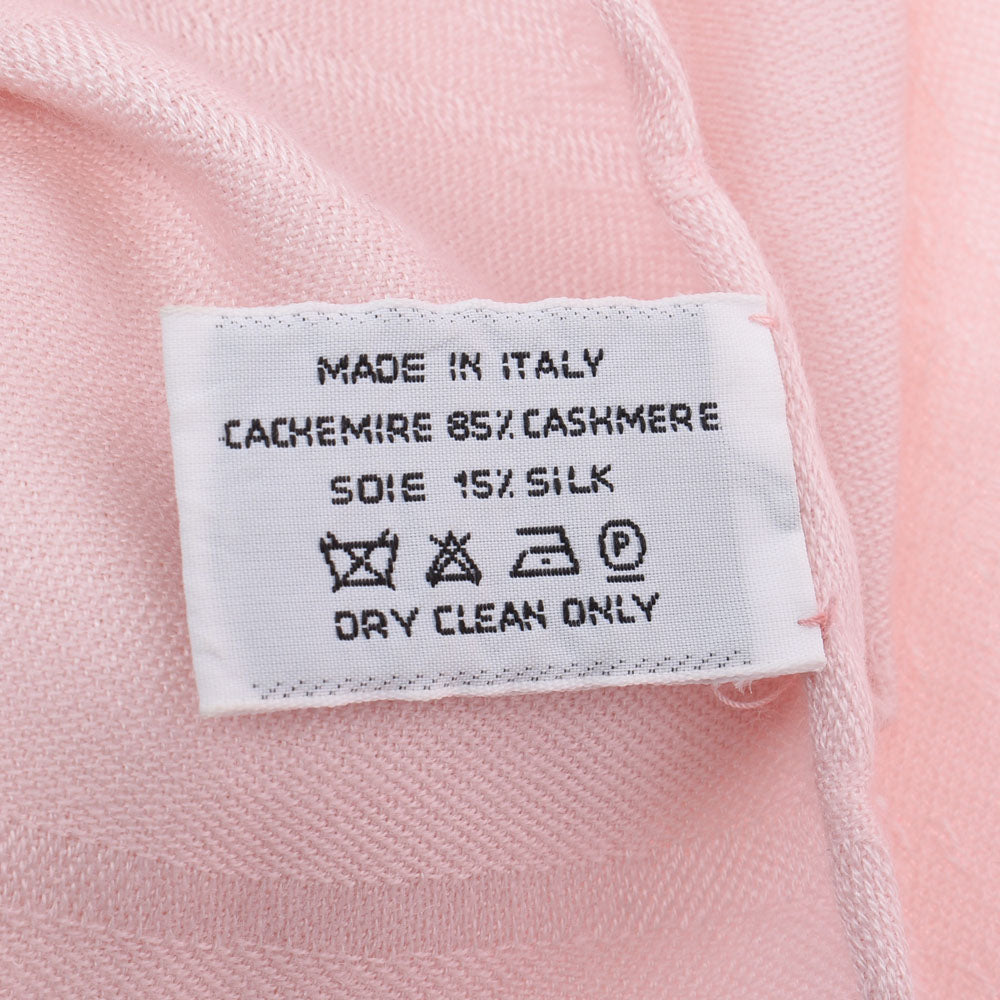 MADE IN ITALY
CACHEMIRE 85% CASHMERE
SOIE 15% SILK
P
DRY CLEAN ONLY